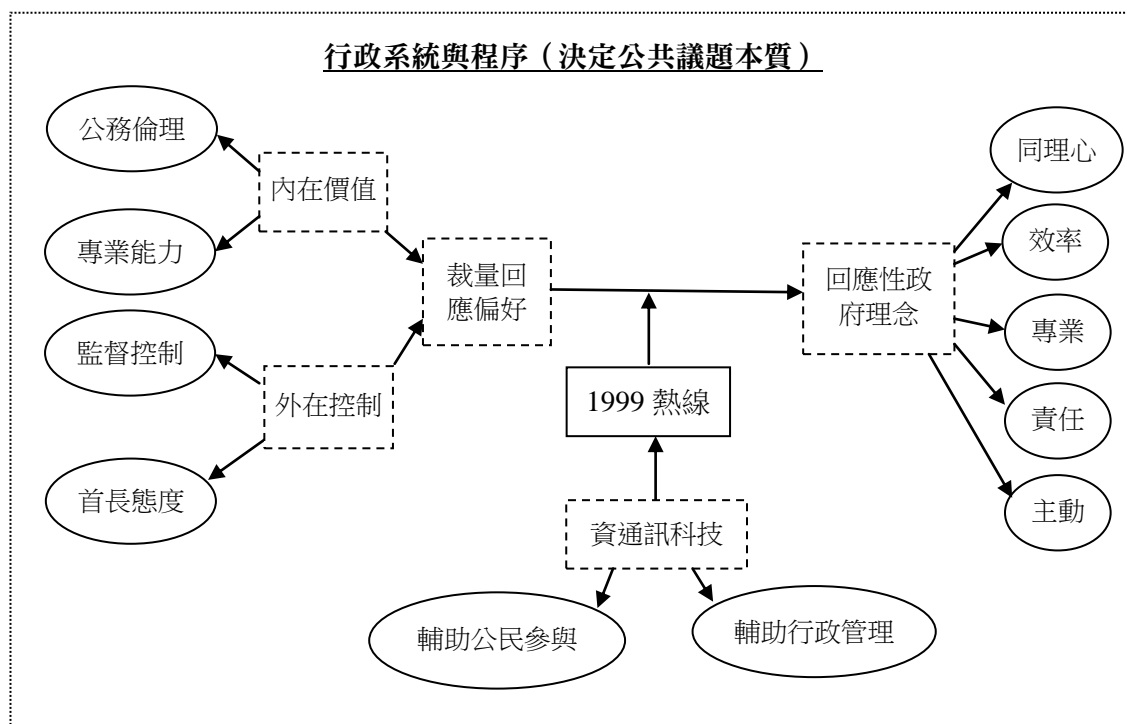 行政系統與程序（決定公共議題本質）
公務倫理
內在價值
專業能力
監督控制
外在控制
首長態度
裁量回
應偏好
1999 熱線
資通訊科技
輔助公民參與
輔助行政管理
回應性政
府理念
同理心
效率
專業
責任
主動